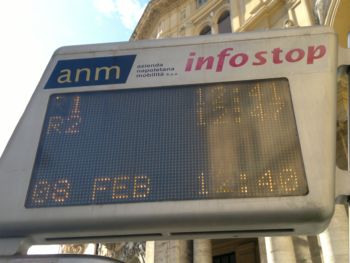 anm
azienda
napoletana
mobilità s.p.a.
infostop
R2
08 FEB 12:40